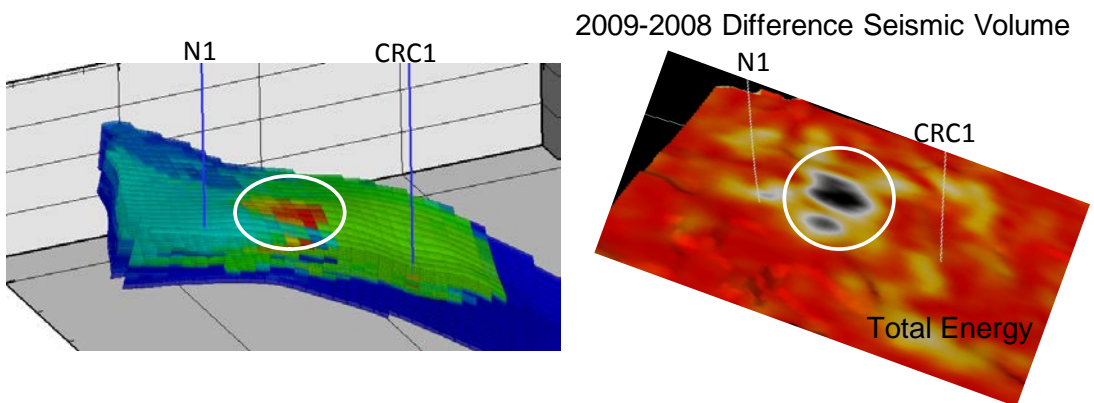 2009-2008 Difference Seismic Volume
N1
CRC1
N1
CRC1
Total Energy